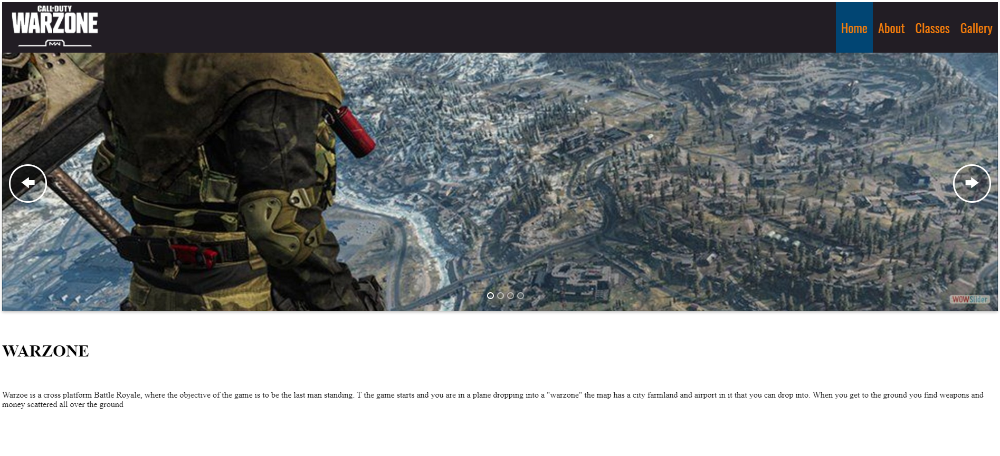 CALL OF DUTY
WARZONE
MW
Home About Classes Gallery
WOWSlider
WARZONE
Warzoe is a cross platform Battle Royale, where the objective of the game is to be the last man standing. T the game starts and you are in a plane dropping into a "warzone" the map has a city farmland and airport in it that you can drop into. When you get to the ground you find weapons and
money scattered all over the ground